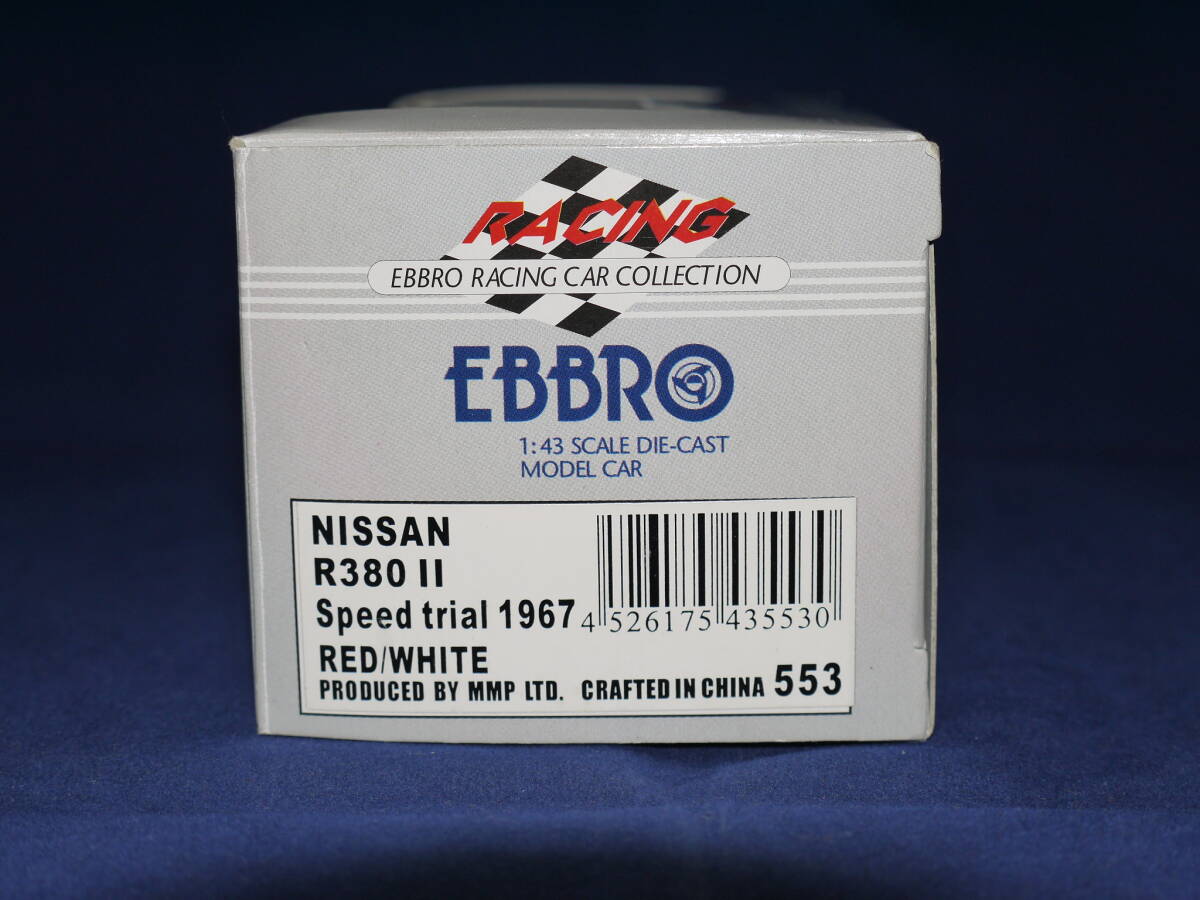 RACING
EBBRO RACING CAR COLLECTION
EBBRO
1:43 SCALE DIE-CAST
MODEL CAR
NISSAN
R380 II
Speed trial 1967
4 526175 435530
RED/WHITE
PRODUCED BY MMP LTD. CRAFTED IN CHINA 553